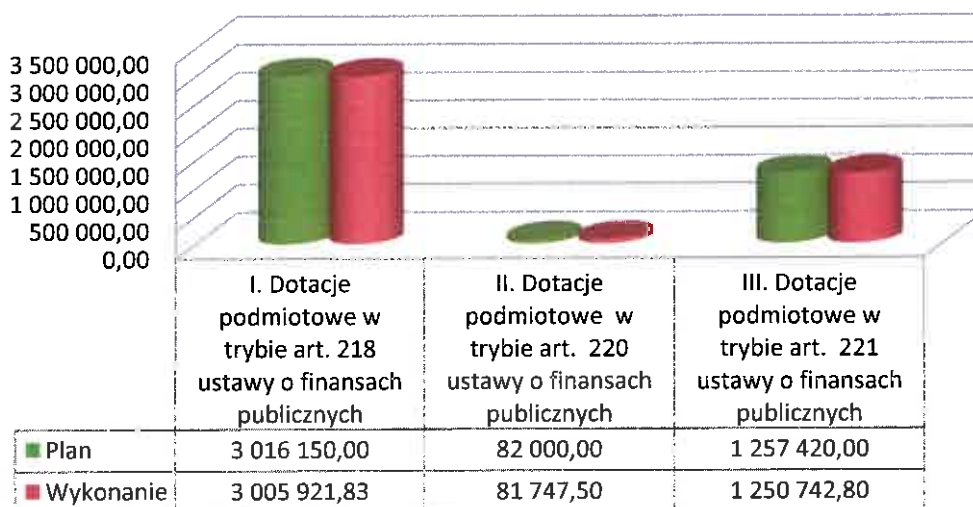 3 500 000,00
3 000 000,00
2 500 000,00
2 000 000,00
1 500 000,00
1 000 000,00
500 000,00
0,00
I. Dotacje
podmiotowe w
trybie art. 218
ustawy o finansach
publicznych
II. Dotacje
podmiotowe w
trybie art. 220
ustawy o finansach
publicznych
III. Dotacje
podmiotowe w
trybie art. 221
ustawy o finansach
publicznych
Plan 3 016 150,00 82 000,00 1 257 420,00
Wykonanie 3 005 921,83 81 747,50 1 250 742,80